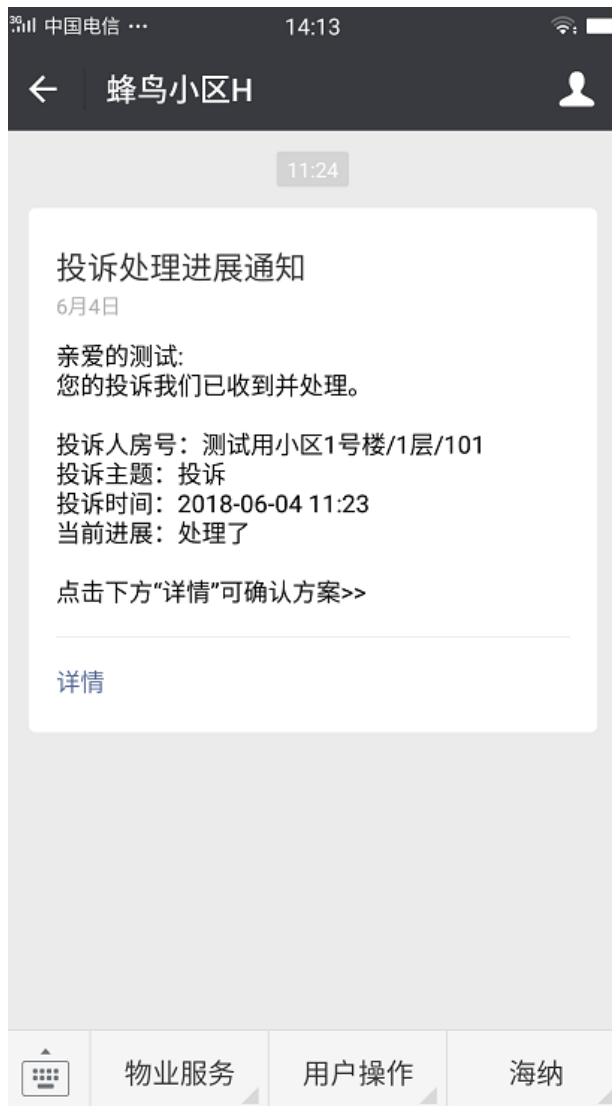 3G 中国电信 ··· 14:13
蜂鸟小区H
11:24
投诉处理进展通知
6月4日
亲爱的测试:
您的投诉我们已收到并处理。
投诉人房号：测试用小区1号楼/1层/101
投诉主题：投诉
投诉时间：2018-06-04 11:23
当前进展：处理了
点击下方“详情”可确认方案>>
详情
物业服务 用户操作 海纳